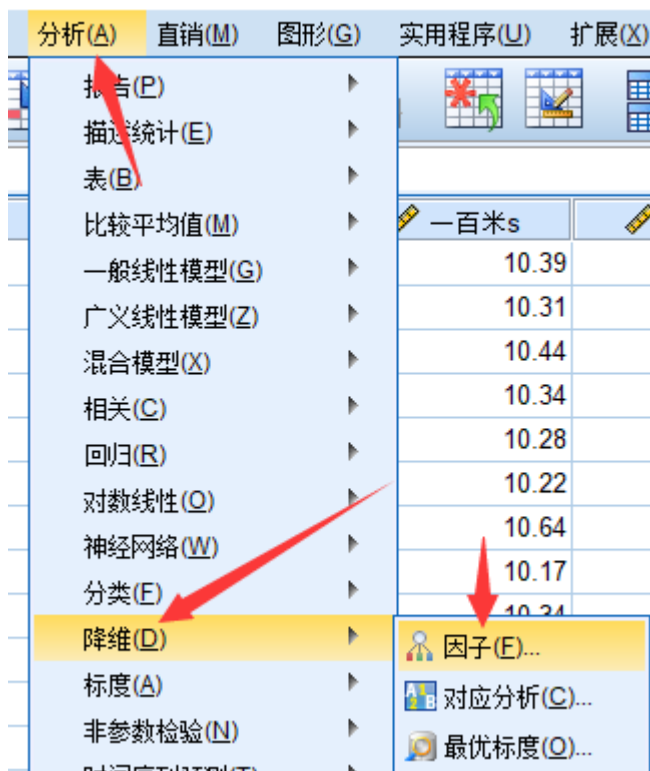 分析(A) 直销(M) 图形(G) 实用程序(U) 扩展(X)
报告(P)
描述统计(E)
表(B)
一百米s
比较平均值(M)
10.39
一般线性模型(G)
10.31
广义线性模型(Z)
10.44
混合模型(X)
10.34
相关(C)
10.28
回归(R)
10.22
对数线性(O)
10.64
神经网络(W)
10.17
分类(F)
10.34
降维(D)
因子(F)...
标度(A)
对应分析(C)...
非参数检验(N)
最优标度(O)...